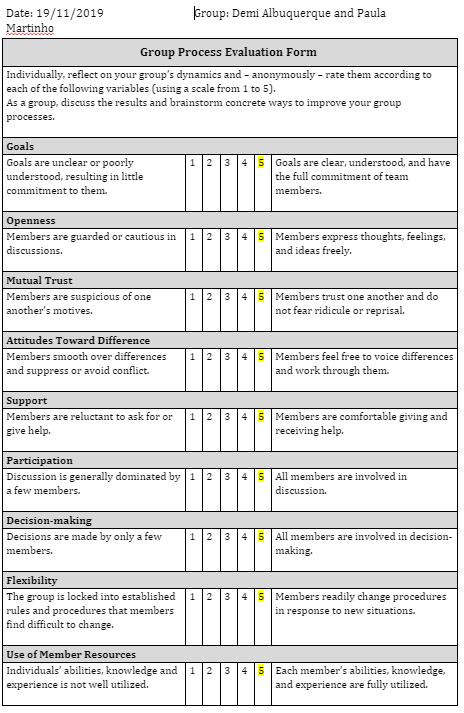 Date: 19/11/2019 Group: Demi Albuquerque and Paula
Martinho
Group Process Evaluation Form
Individually, reflect on your group's dynamics and – anonymously – rate them according to
each of the following variables (using a scale from 1 to 5).
As a group, discuss the results and brainstorm concrete ways to improve your group
processes.
Goals
Goals are unclear or poorly 1 2 3 4 5 Goals are clear, understood, and have
understood, resulting in little the full commitment of team
commitment to them. members.
Openness
Members are guarded or cautious in 1 2 3 4 5 Members express thoughts, feelings,
discussions. and ideas freely.
Mutual Trust
Members are suspicious of one 1 2 3 4 5 Members trust one another and do
another's motives. not fear ridicule or reprisal.
Attitudes Toward Difference
Members smooth over differences 1 2 3 4 5 Members feel free to voice differences
and suppress or avoid conflict. and work through them.
Support
Members are reluctant to ask for or 1 2 3 4 5 Members are comfortable giving and
give help. receiving help.
Participation
Discussion is generally dominated by 1 2 3 4 5 All members are involved in
a few members. discussion.
Decision-making
Decisions are made by only a few 1 2 3 4 5 All members are involved in decision-
members. making.
Flexibility
The group is locked into established 1 2 3 4 5 Members readily change procedures
rules and procedures that members in response to new situations.
find difficult to change.
Use of Member Resources
Individuals' abilities, knowledge and 1 2 3 4 5 Each member's abilities, knowledge,
experience is not well utilized. and experience are fully utilized.